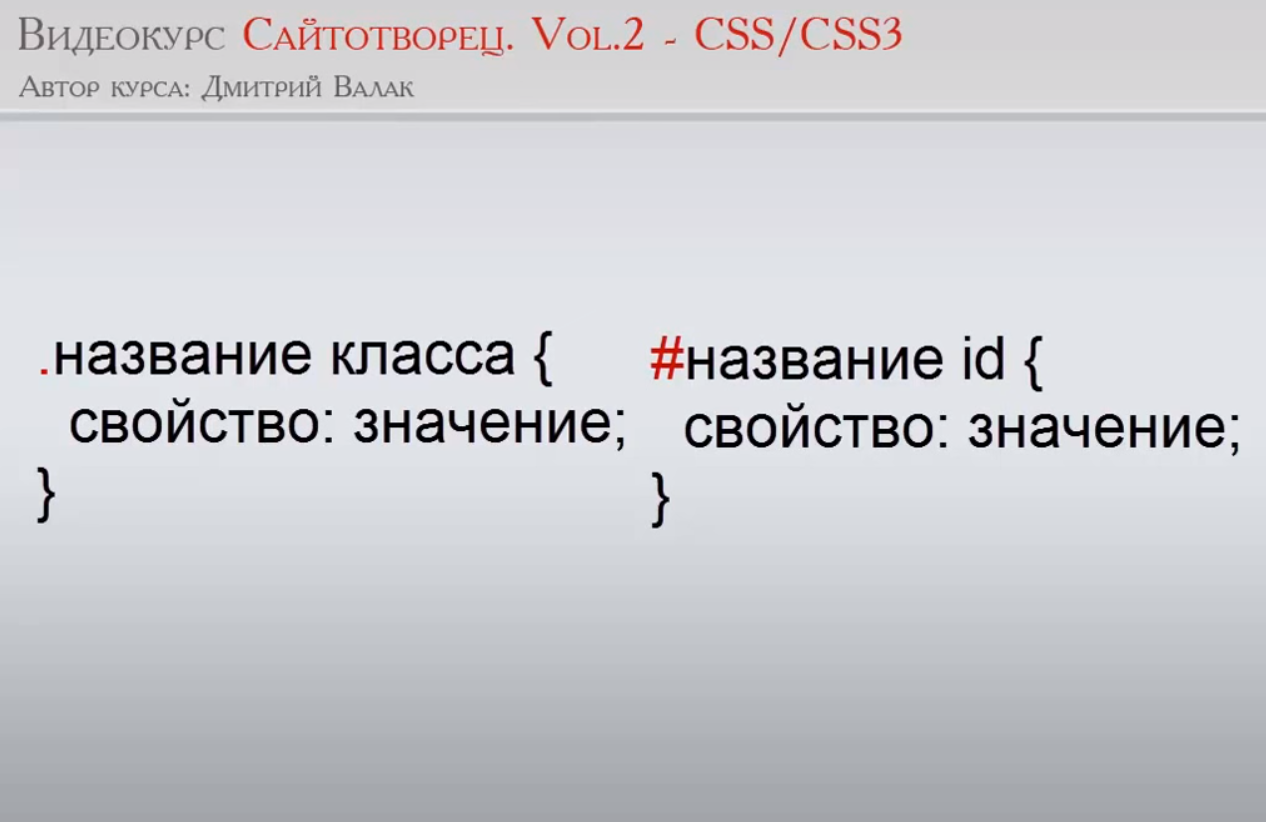 Видеокурс Сайтотворец. Vol.2 - CSS/CSS3
Автор курса: Дмитрий Валак
.название класса {
свойство: значение;
}
#название id {
свойство: значение;
}